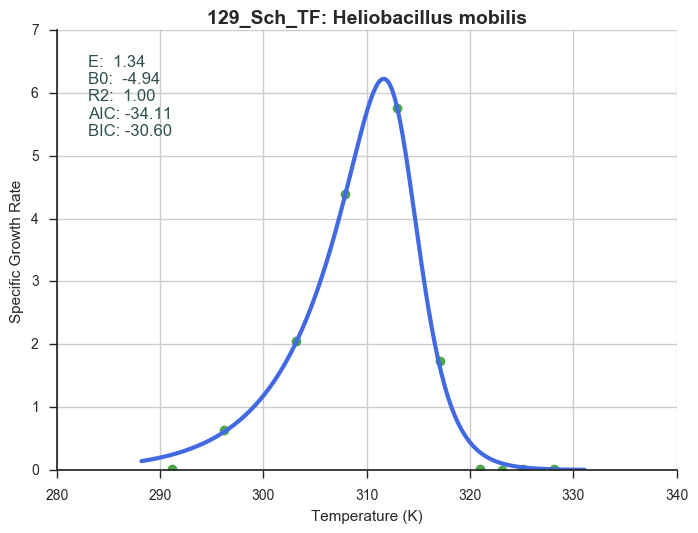 129_Sch_TF: Heliobacillus mobilis
E:  1.34
B0:  -4.94
R2:  1.00
AIC: -34.11
BIC: -30.60
Specific Growth Rate
7
6
5
4
3
2
1
0
280 290 300 310 320 330 340
Temperature (K)